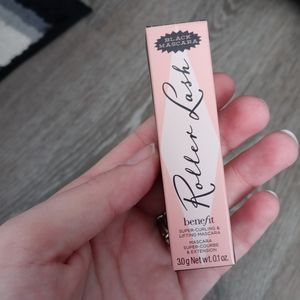 BLACK
MASCARA
Roller Lash
benefit
SUPER-CURLING &
LIFTING MASCARA
MASCARA
SUPER-COURBE
& EXTENSION
3.0 g Net wt. 0.1 oz.